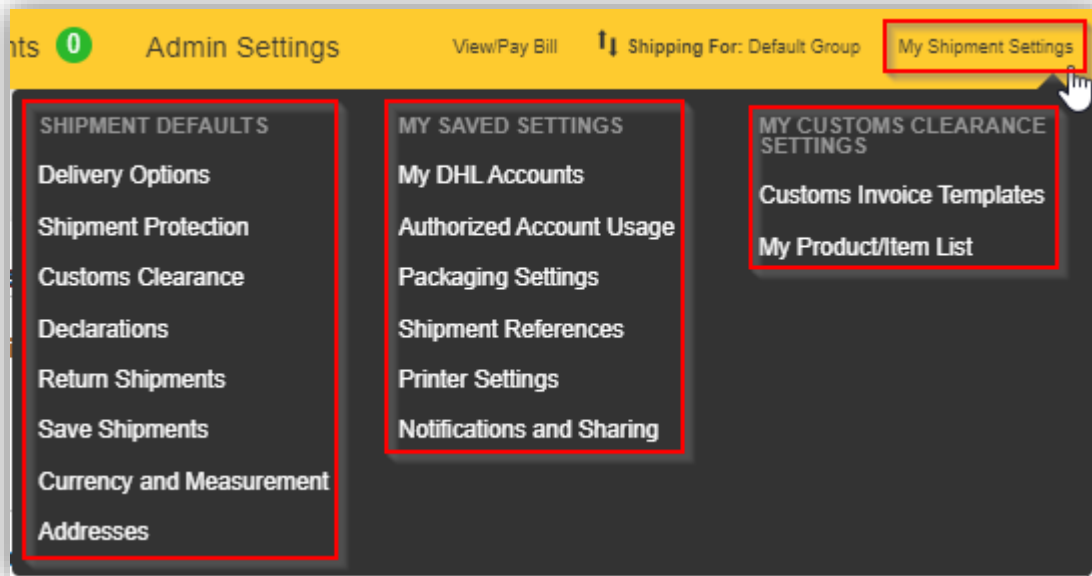 nts 0 Admin Settings View/Pay Bill Shipping For: Default Group My Shipment Settings
SHIPMENT DEFAULTS
Delivery Options
Shipment Protection
Customs Clearance
Declarations
Return Shipments
Save Shipments
Currency and Measurement
Addresses
MY SAVED SETTINGS
My DHL Accounts
Authorized Account Usage
Packaging Settings
Shipment References
Printer Settings
Notifications and Sharing
MY CUSTOMS CLEARANCE
SETTINGS
Customs Invoice Templates
My Product/Item List